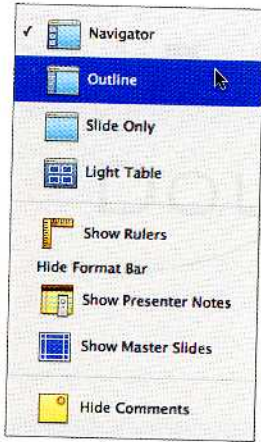 ✓ Navigator
Outline
Slide Only
Light Table
Show Rulers
Hide Format Bar
Show Presenter Notes
Show Master Slides
Hide Comments